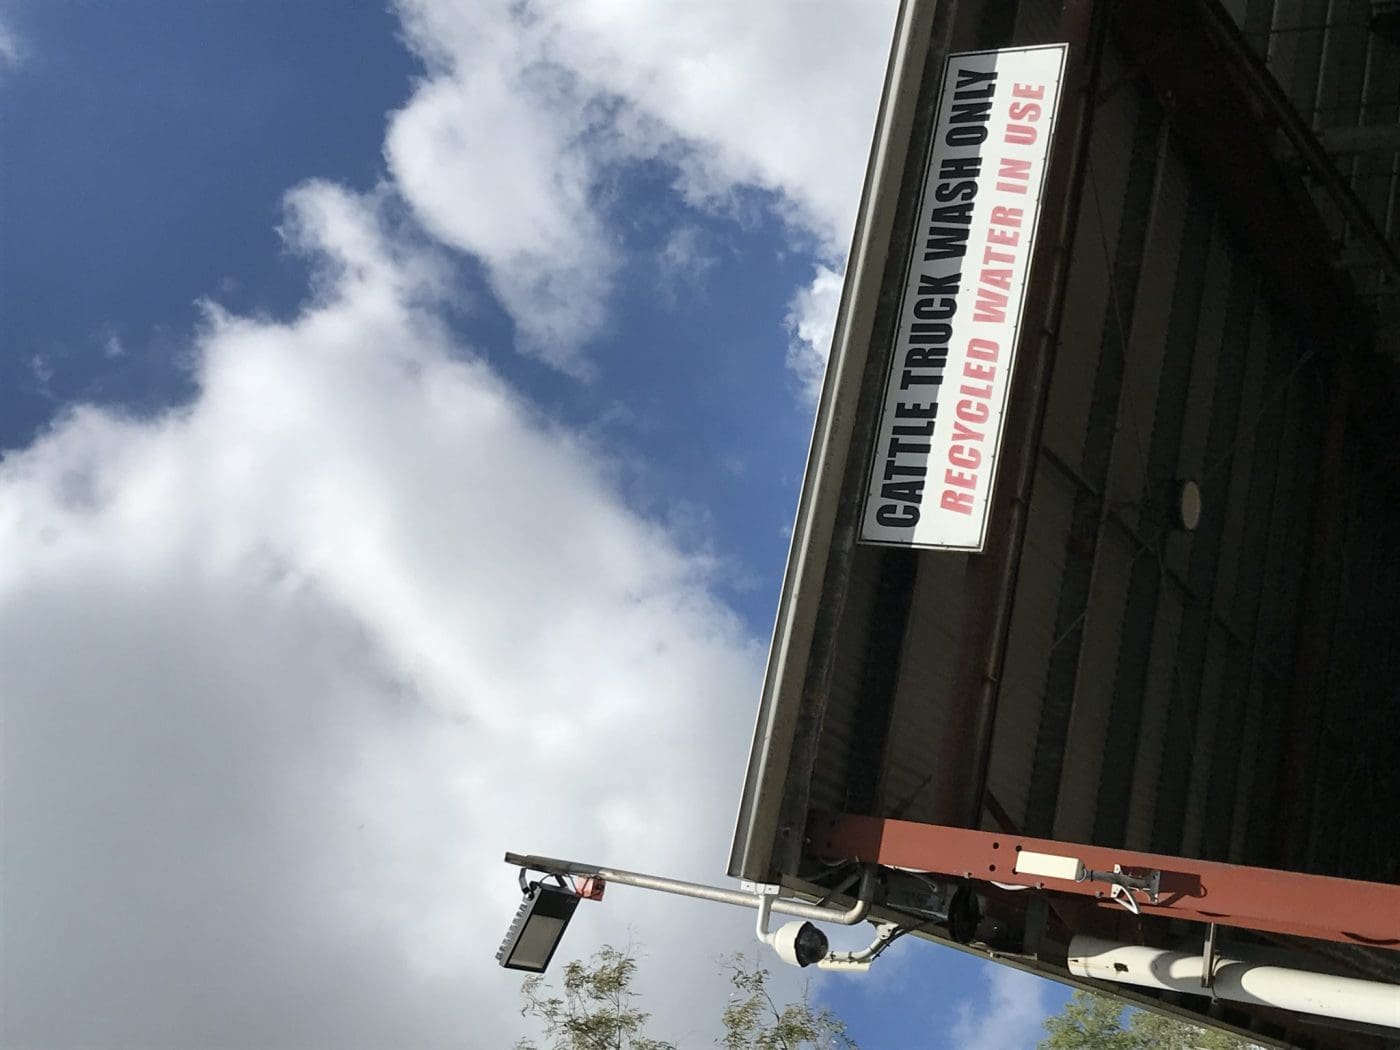 CATTLE TRUCK WASH ONLY
RECYCLED WATER IN USE